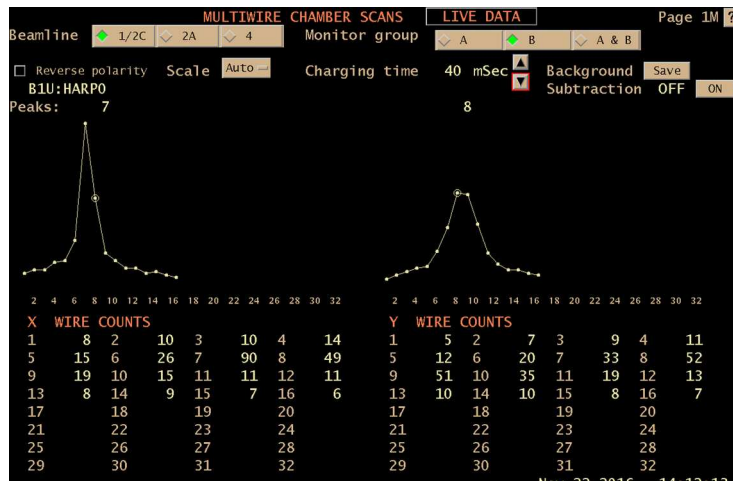 MULTIWIRE CHAMBER SCANS LIVE DATA Page 1M ?
Beamline 1/2C 2A 4 Monitor group A B A & B
Reverse polarity Scale Auto Charging time 40 mSec Background Save
B1U:HARP0 Subtraction OFF ON
Peaks: 7 8
2 4 6 8 10 12 14 16 18 20 22 24 26 28 30 32 2 4 6 8 10 12 14 16 18 20 22 24 26 28 30 32
X WIRE COUNTS Y WIRE COUNTS
1 8 2 10 3 10 4 14 1 5 2 7 3 9 4 11
5 15 6 26 7 90 8 49 5 12 6 20 7 33 8 52
9 19 10 15 11 11 12 11 9 51 10 35 11 19 12 13
13 8 14 9 15 7 16 6 13 10 14 10 15 8 16 7
17 18 19 20 17 18 19 20
21 22 23 24 21 22 23 24
25 26 27 28 25 26 27 28
29 30 31 32 29 30 31 32